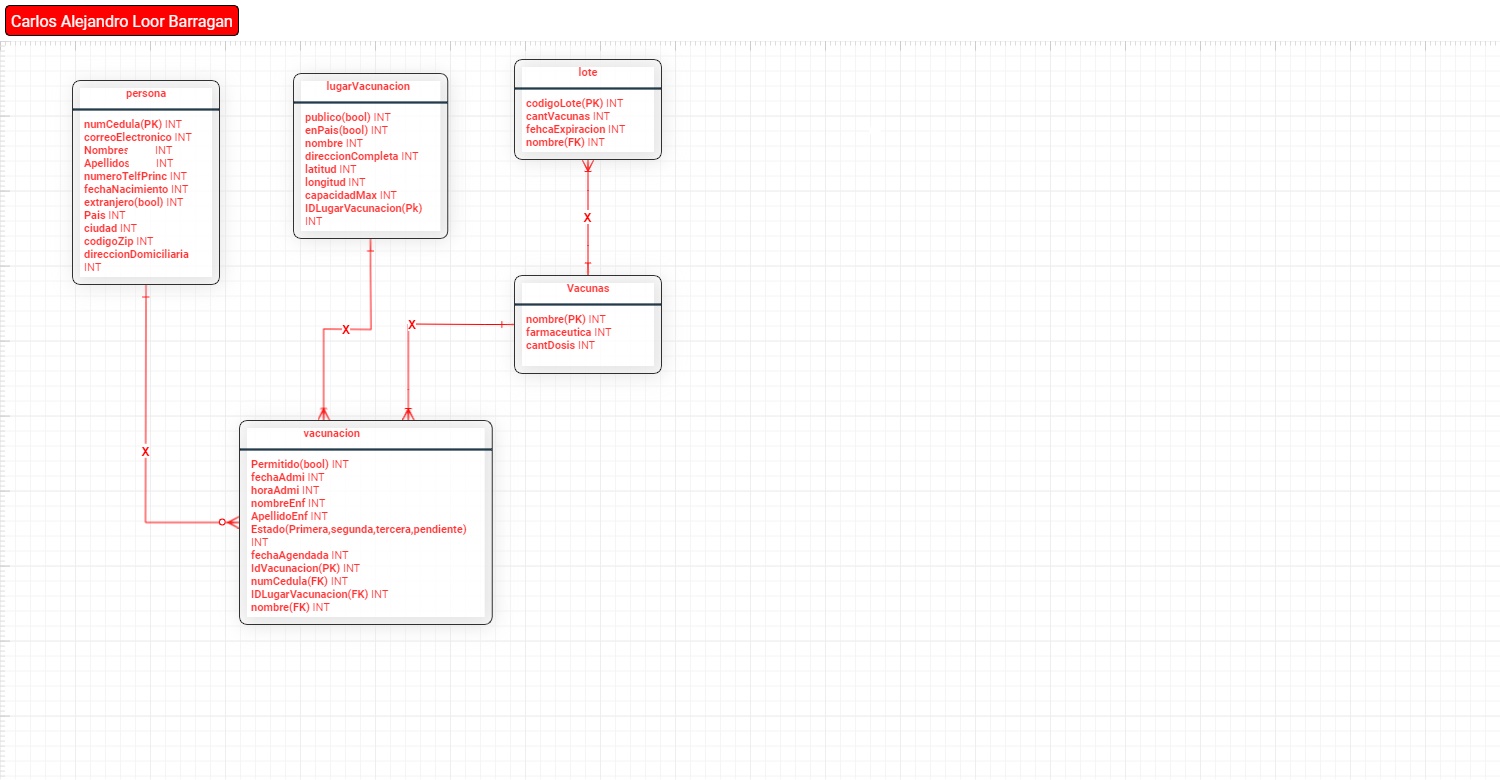 Carlos Alejandro Loor Barragan
persona
numCedula(PK) INT
correoElectronico INT
Nombres INT
Apellidos INT
numeroTelfPrinc INT
fechaNacimiento INT
extranjero(bool) INT
Pais INT
ciudad INT
codigoZip INT
direccionDomiciliaria
INT
lugarVacunacion
publico(bool) INT
enPais(bool) INT
nombre INT
direccionCompleta INT
latitud INT
longitud INT
capacidadMax INT
IDLugarVacunacion(Pk)
INT
lote
codigoLote(PK) INT
cantVacunas INT
fehcaExpiracion INT
nombre(FK) INT
X
Vacunas
nombre(PK) INT
farmaceutica INT
cantDosis INT
X
X
X
vacunacion
Permitido(bool) INT
fechaAdmi INT
horaAdmi INT
nombreEnf INT
ApellidoEnf INT
Estado(Primera,segunda,tercera,pendiente)
INT
fechaAgendada INT
IdVacunacion(PK) INT
numCedula(FK) INT
IDLugarVacunacion(FK) INT
nombre(FK) INT